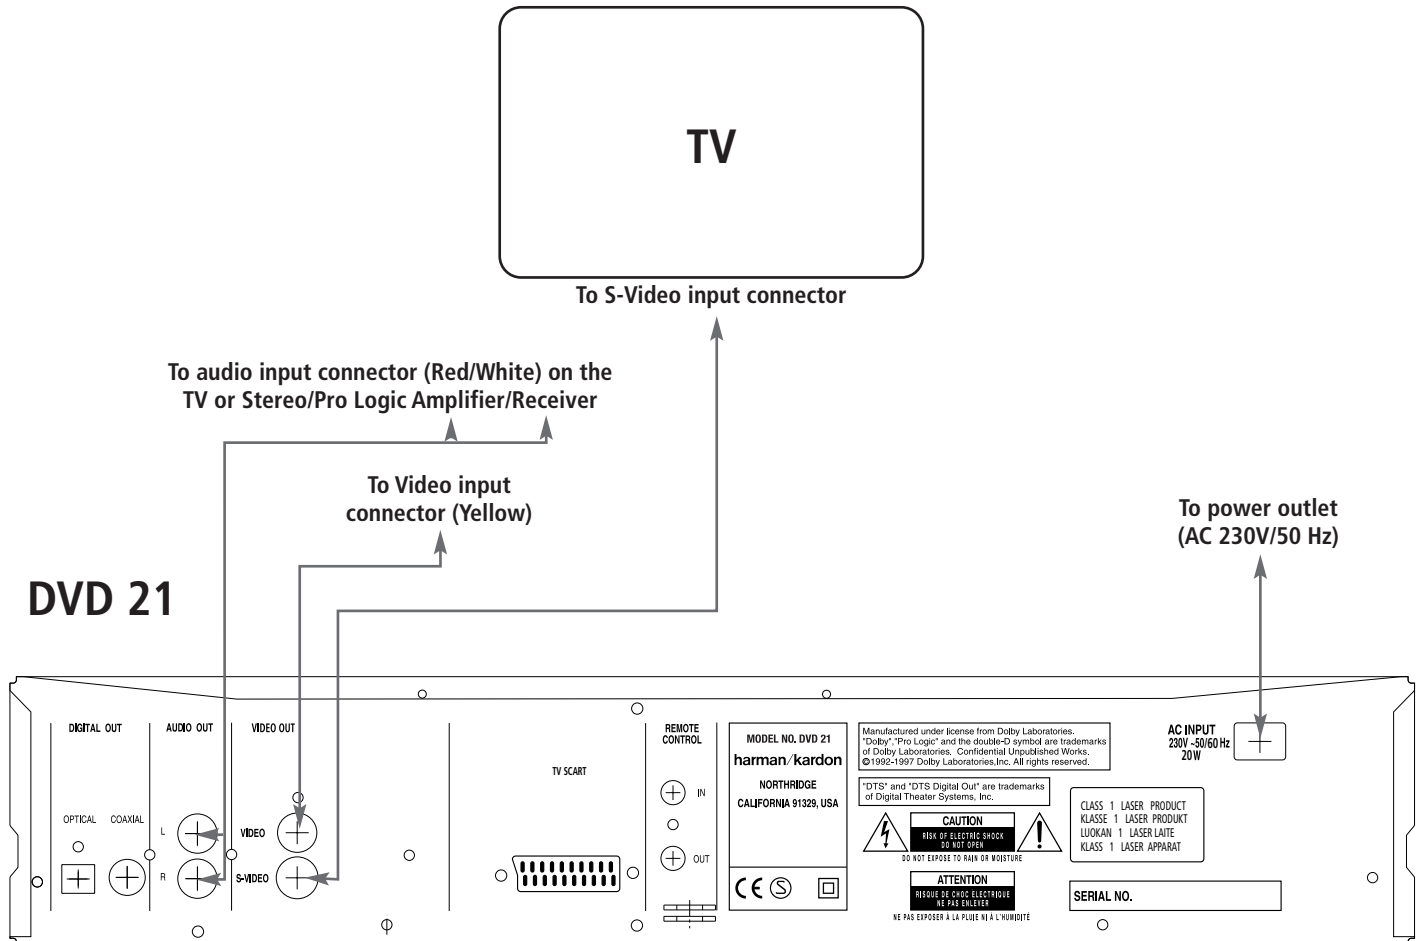 TV
To S-Video input connector
To audio input connector (Red/White) on the
TV or Stereo/Pro Logic Amplifier/Receiver
To Video input
connector (Yellow)
To power outlet
(AC 230V/50 Hz)
DVD 21
DIGITAL OUT
OPTICAL
COAXIAL
AUDIO OUT
L
R
VIDEO OUT
VIDEO
S-VIDEO
TV SCART
REMOTE
CONTROL
IN
OUT
MODEL NO. DVD 21
harman/kardon
NORTHRIDGE
CALIFORNIA 91329, USA
CE S
Manufactured under license from Dolby Laboratories.
"Dolby","Pro Logic" and the double-D symbol are trademarks
of Dolby Laboratories. Confidential Unpublished Works.
©1992-1997 Dolby Laboratories,Inc. All rights reserved.
"DTS" and "DTS Digital Out" are trademarks
of Digital Theater Systems, Inc.
CAUTION
RISK OF ELECTRIC SHOCK
DO NOT OPEN
DO NOT EXPOSE TO RAIN OR MOISTURE
ATTENTION
RISQUE DE CHOC ELECTRIQUE
NE PAS ENLEVER
NE PAS EXPOSER À LA PLUIE NI À L'HUMIDITÉ
AC INPUT
230V ~50/60 Hz
20W
CLASS 1 LASER PRODUCT
KLASSE 1 LASER PRODUKT
LUOKAN 1 LASER LAITE
KLASS 1 LASER APPARAT
SERIAL NO.